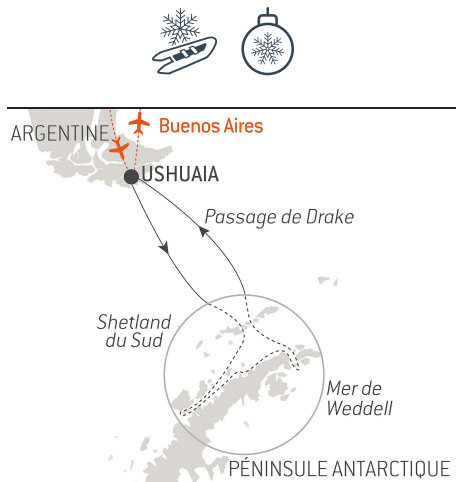 Buenos Aires
ARGENTINE
USHUAIA
Passage de Drake
Shetland
du Sud
Mer de
Weddell
PÉNINSULE ANTARCTIQUE